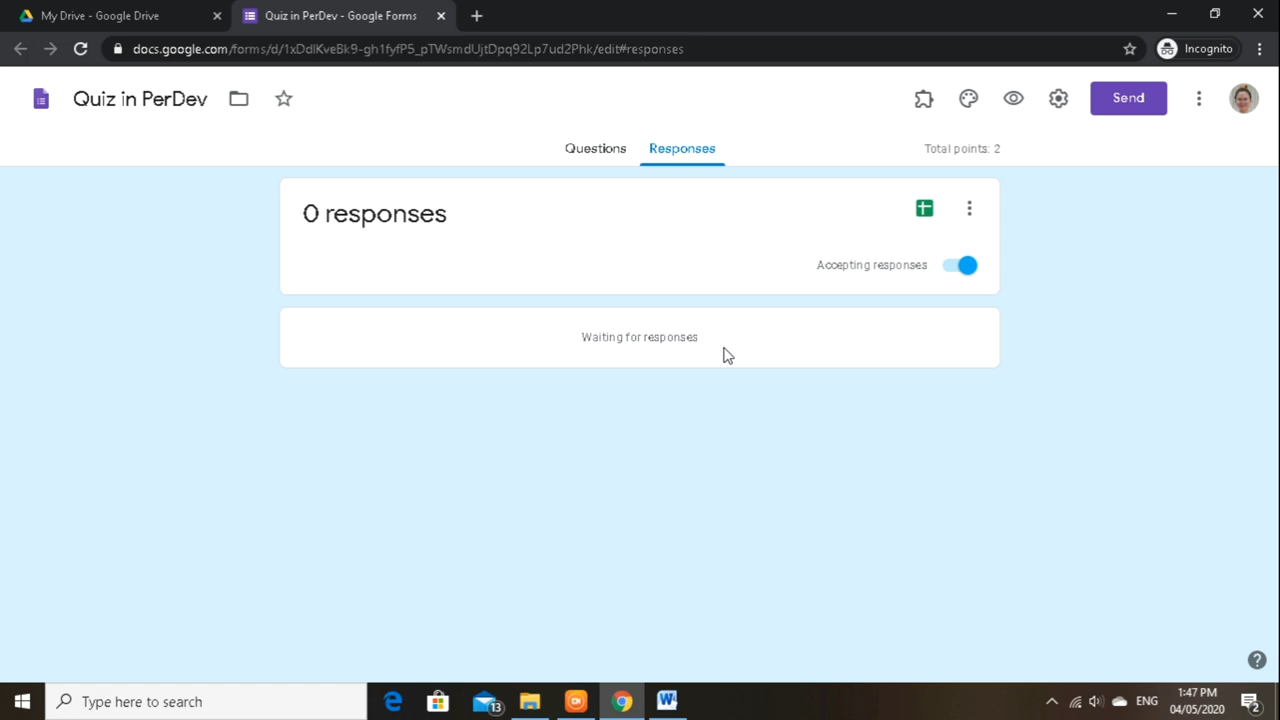 My Drive - Google Drive
Quiz in PerDev - Google Forms
docs.google.com/forms/d/1xDdlKveBk9-gh1fyfP5_pTWsmdUjtDpq92Lp7ud2Phk/edit#responses
Incognito
Quiz in PerDev
Send
Questions
Responses
Total points: 2
0 responses
Accepting responses
Waiting for responses
Type here to search
13
W
ENG
1:47 PM
04/05/2020
2